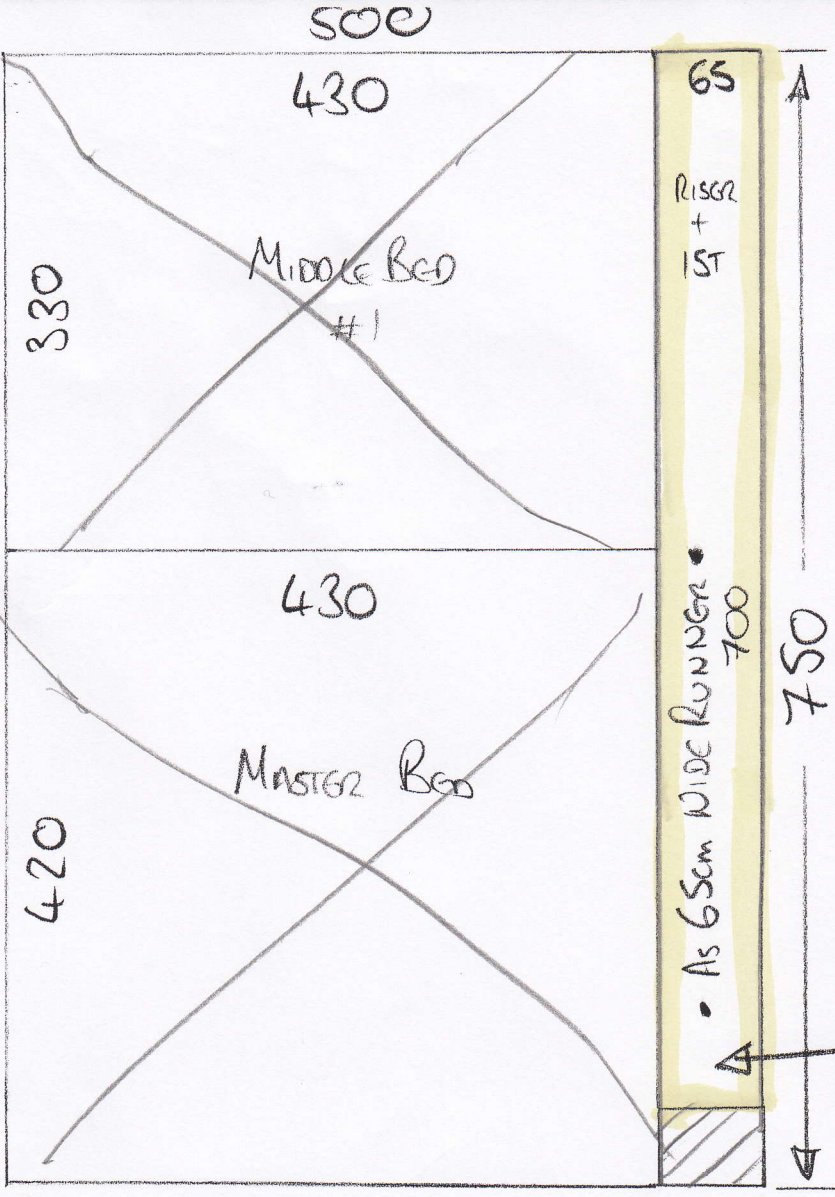 500
430
65
RISER
+
1ST
MIDDLE BED
#1
330
430
• AS 65cm WIDE RUNNER •
700
750
MASTER BED
420